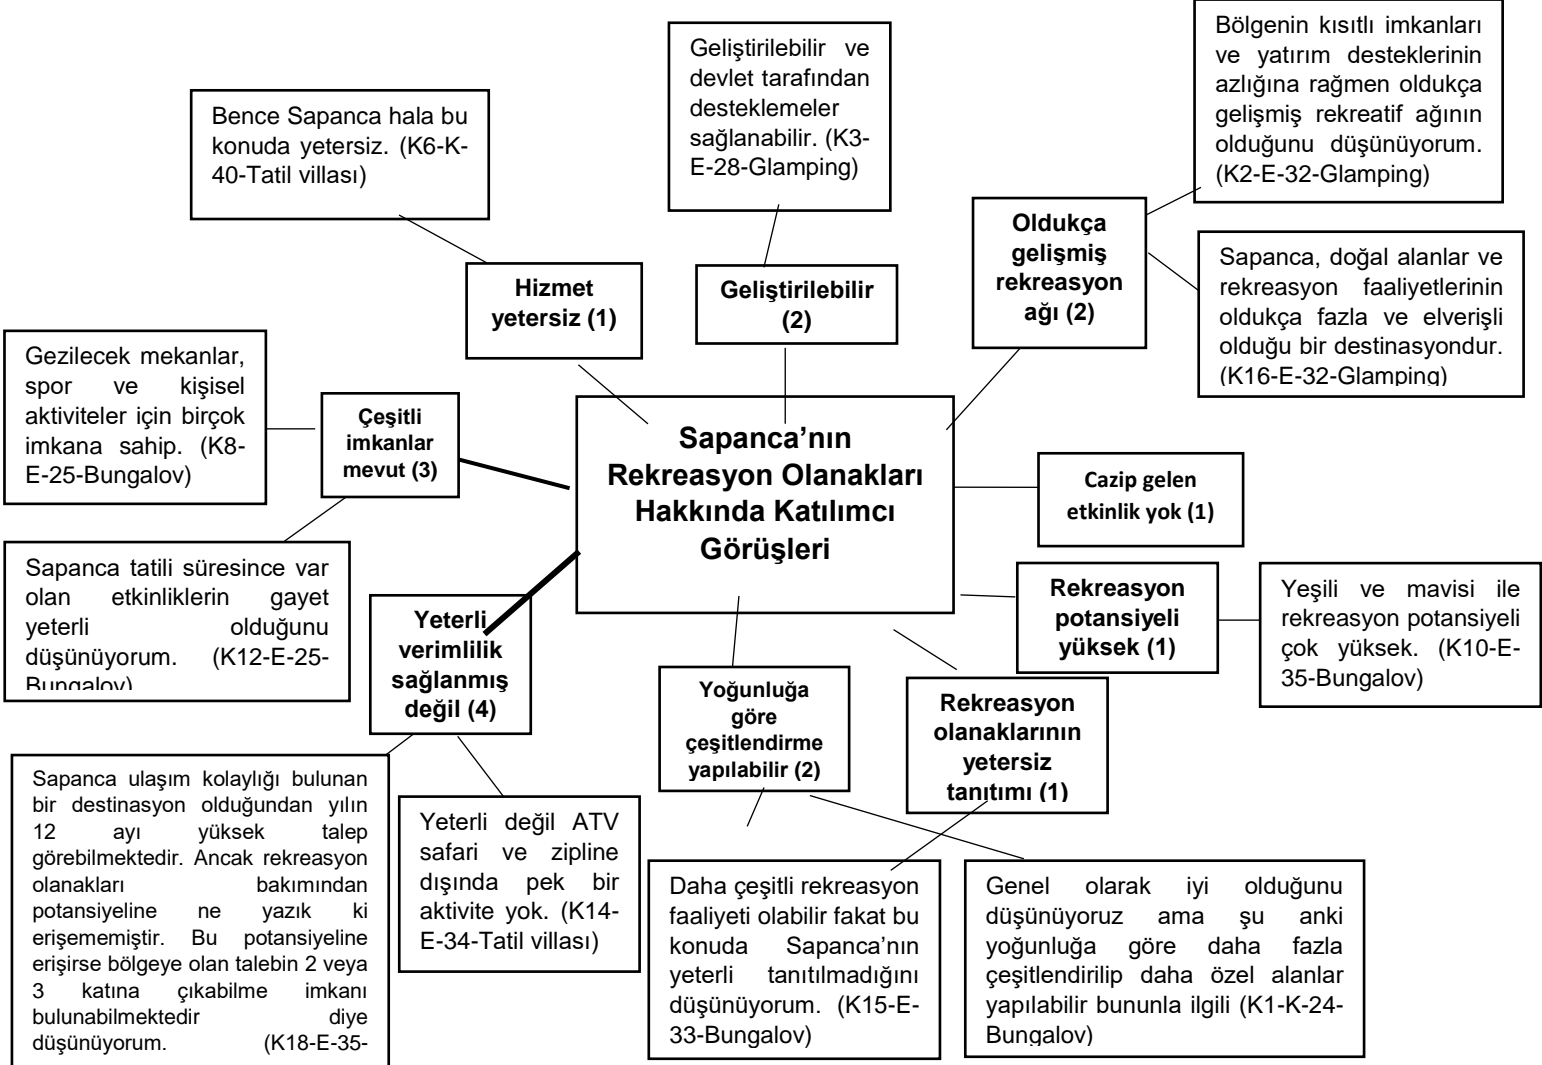 Bölgenin kısıtlı imkanları
ve yatırım desteklerinin
azlığına rağmen oldukça
gelişmiş rekreatif ağının
olduğunu düşünüyorum.
(K2-E-32-Glamping)
Geliştirilebilir ve
devlet tarafından
desteklemeler
sağlanabilir. (K3-
E-28-Glamping)
Bence Sapanca hala bu
konuda yetersiz. (K6-K-
40-Tatil villası)
Oldukça
gelişmiş
rekreasyon
ağı (2)
Sapanca, doğal alanlar ve
rekreasyon faaliyetlerinin
oldukça fazla ve elverişli
olduğu bir destinasyondur.
(K16-E-32-Glamping)
Hizmet
yetersiz (1)
Geliştirilebilir
(2)
Gezilecek mekanlar,
spor ve kişisel
aktiviteler için birçok
imkana sahip. (K8-
E-25-Bungalov)
Çeşitli
imkanlar
mevut (3)
Sapanca’nın
Rekreasyon Olanakları
Hakkında Katılımcı
Görüşleri
Cazip gelen
etkinlik yok (1)
Sapanca tatili süresince var
olan etkinliklerin gayet
yeterli olduğunu
düşünüyorum. (K12-E-25-
Bungalov)
Yeterli
verimlilik
sağlanmış
değil (4)
Rekreasyon
potansiyeli
yüksek (1)
Yeşili ve mavisi ile
rekreasyon potansiyeli
çok yüksek. (K10-E-
35-Bungalov)
Yoğunluğa
göre
çeşitlendirme
yapılabilir (2)
Rekreasyon
olanaklarının
yetersiz
tanıtımı (1)
Sapanca ulaşım kolaylığı bulunan
bir destinasyon olduğundan yılın
12 ayı yüksek talep
görebilmektedir. Ancak rekreasyon
olanakları bakımından
potansiyeline ne yazık ki
erişememiştir. Bu potansiyeline
erişirse bölgeye olan talebin 2 veya
3 katına çıkabilme imkanı
bulunabilmektedir diye
düşünüyorum. (K18-E-35-
Yeterli değil ATV
safari ve zipline
dışında pek bir
aktivite yok. (K14-
E-34-Tatil villası)
Daha çeşitli rekreasyon
faaliyeti olabilir fakat bu
konuda Sapanca’nın
yeterli tanıtılmadığını
düşünüyorum. (K15-E-
33-Bungalov)
Genel olarak iyi olduğunu
düşünüyoruz ama şu anki
yoğunluğa göre daha fazla
çeşitlendirilip daha özel alanlar
yapılabilir bununla ilgili (K1-K-24-
Bungalov)